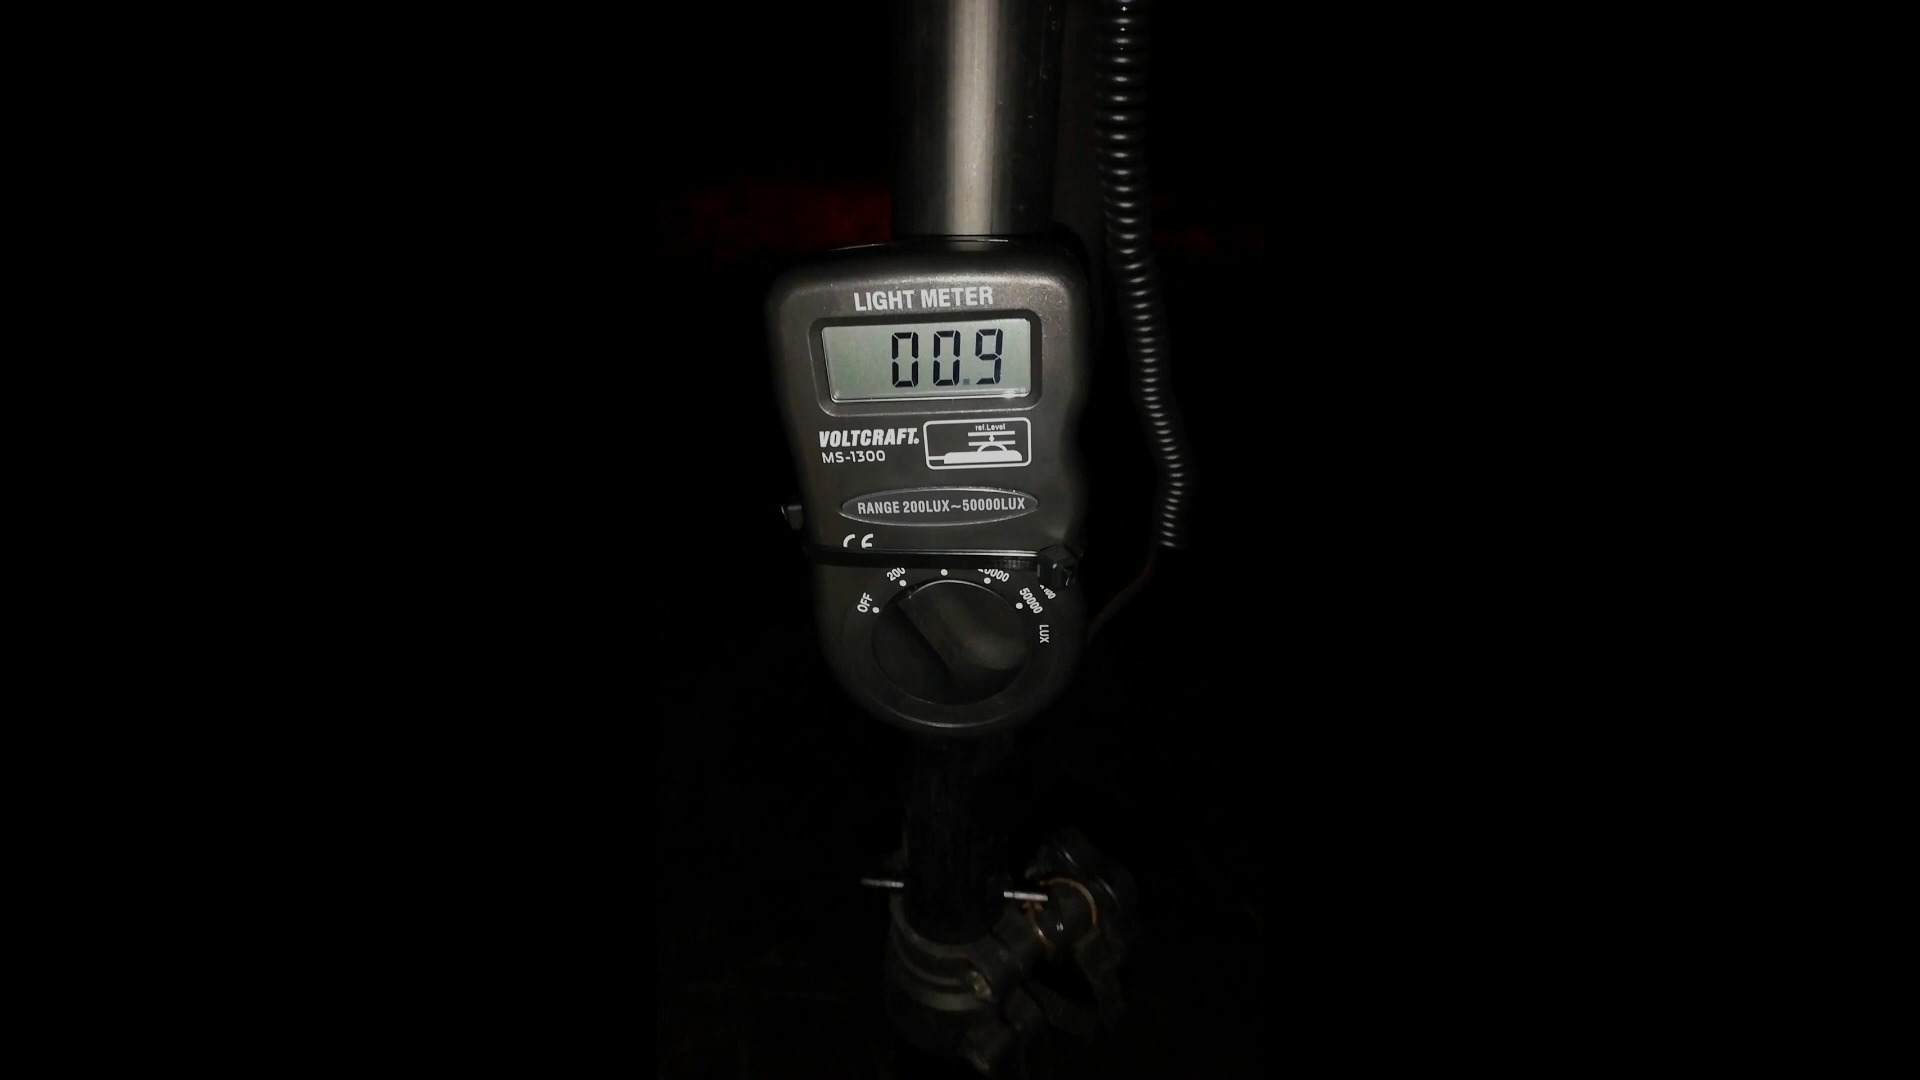 LIGHT METER
00.9
ref.Level
VOLTCRAFT®
MS-1300
RANGE 200LUX~50000LUX
CE
OFF
200
50000
LUX